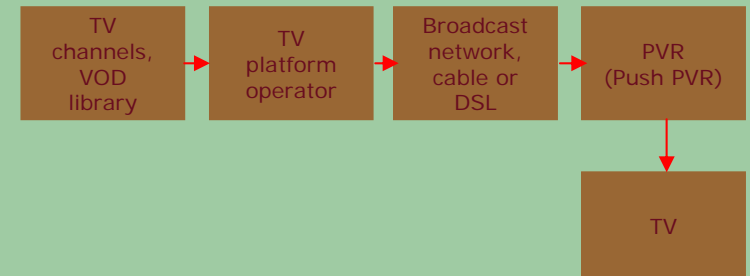 TV
channels,
VOD
library
TV
platform
operator
Broadcast
network,
cable or
DSL
PVR
(Push PVR)
TV